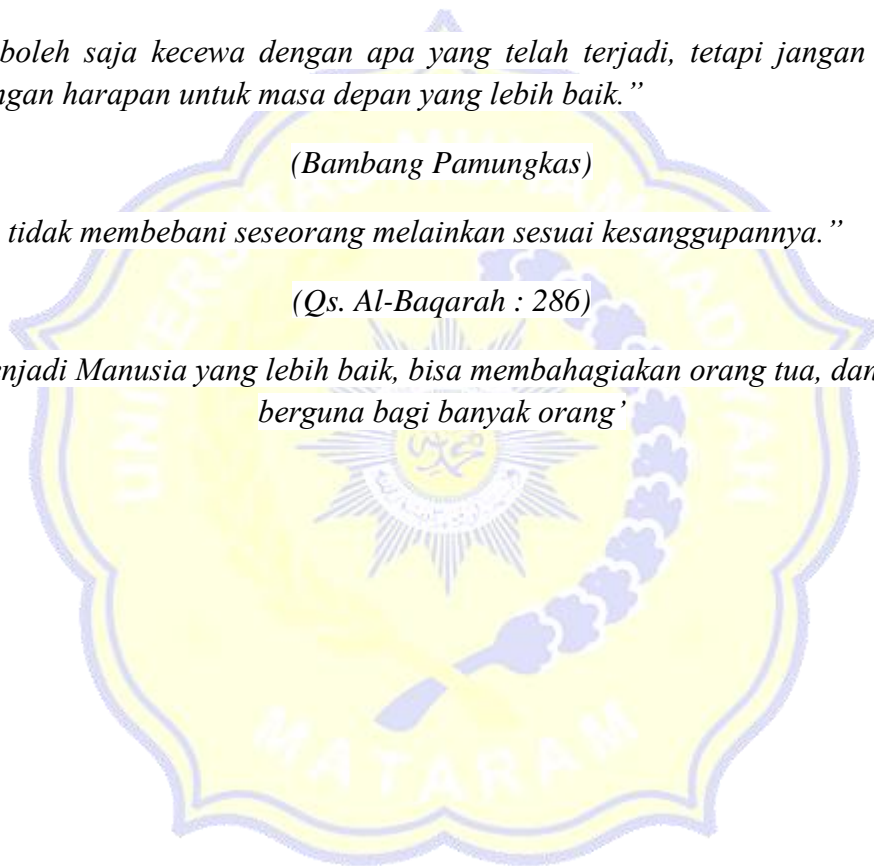 boleh saja kecewa dengan apa yang telah terjadi, tetapi jangan
ngan harapan untuk masa depan yang lebih baik.”
(Bambang Pamungkas)
tidak membebani seseorang melainkan sesuai kesanggupannya.”
(Qs. Al-Baqarah : 286)
njadi Manusia yang lebih baik, bisa membahagiakan orang tua, dan
berguna bagi banyak orang’
UNIVERSITAS MUHAMMADIYAH
MATARAM